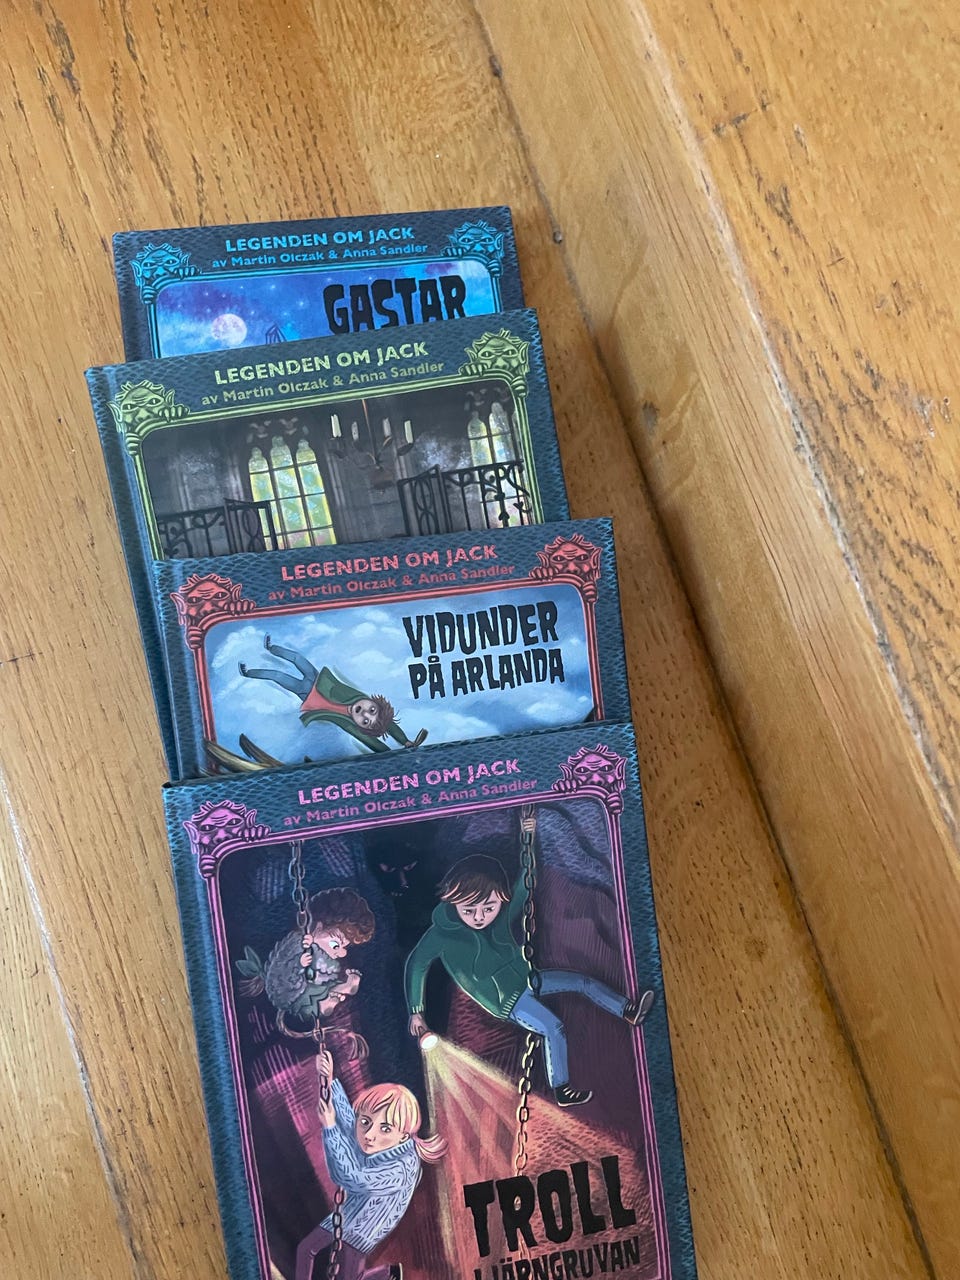 LEGENDEN OM JACK
av Martin Olczak & Anna Sandler
GASTAR
LEGENDEN OM JACK
av Martin Olczak & Anna Sandler
LEGENDEN OM JACK
av Martin Olczak & Anna Sandler
VIDUNDER
PÅ ARLANDA
LEGENDEN OM JACK
av Martin Olczak & Anna Sandler
TROLL
I JÄRNGRUVAN